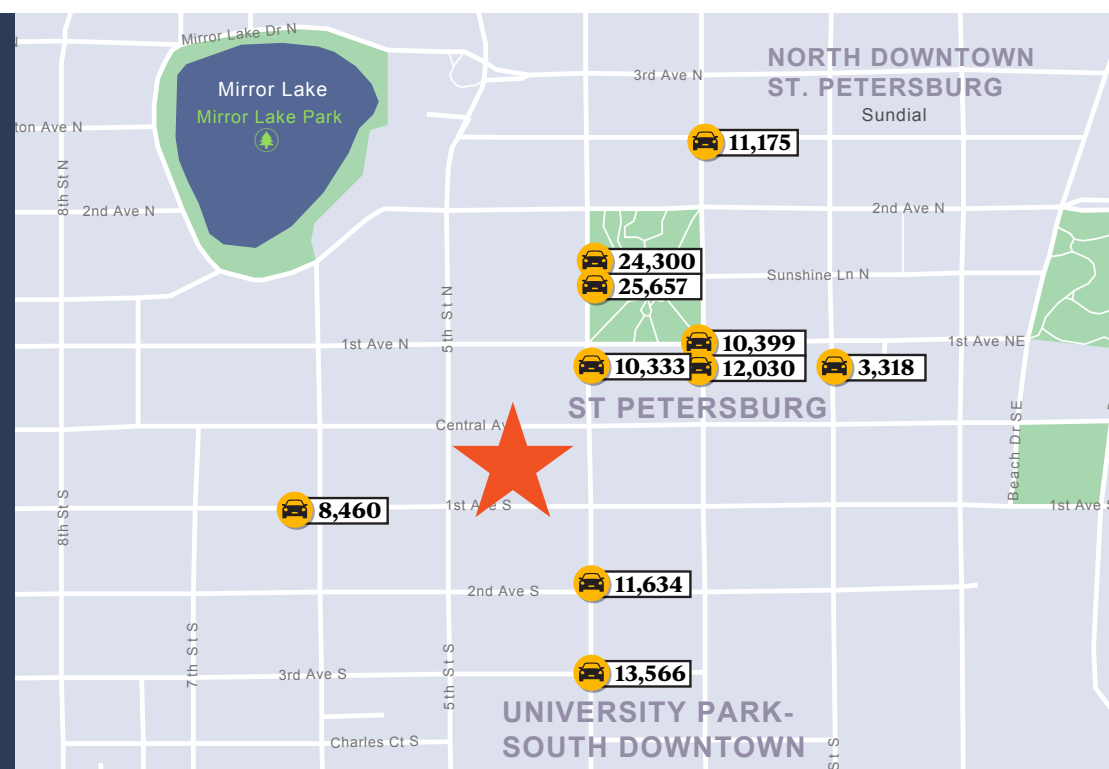 Mirror Lake Dr N
NORTH DOWNTOWN
ST. PETERSBURG
Sundial
3rd Ave N
Mirror Lake
Mirror Lake Park
ton Ave N
11,175
8th St N
2nd Ave N
2nd Ave N
24,300
25,657
Sunshine Ln N
5th St N
1st Ave N
10,399
1st Ave NE
10,333
12,030
3,318
ST PETERSBURG
Central Av
Beach Dr SE
8th St S
8,460
1st Ave S
1st Ave S
2nd Ave S
11,634
7th St S
5th St S
3rd Ave S
13,566
UNIVERSITY PARK-
SOUTH DOWNTOWN
Charles Ct S
St S